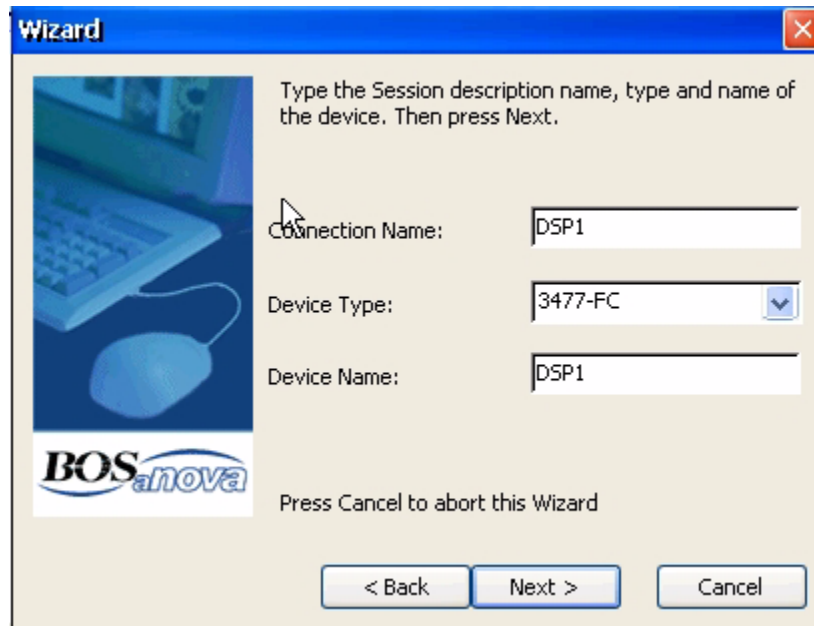 Wizard
Type the Session description name, type and name of
the device. Then press Next.
Connection Name:
DSP1
Device Type:
3477-FC
Device Name:
DSP1
BOSanova
Press Cancel to abort this Wizard
< Back
Next >
Cancel